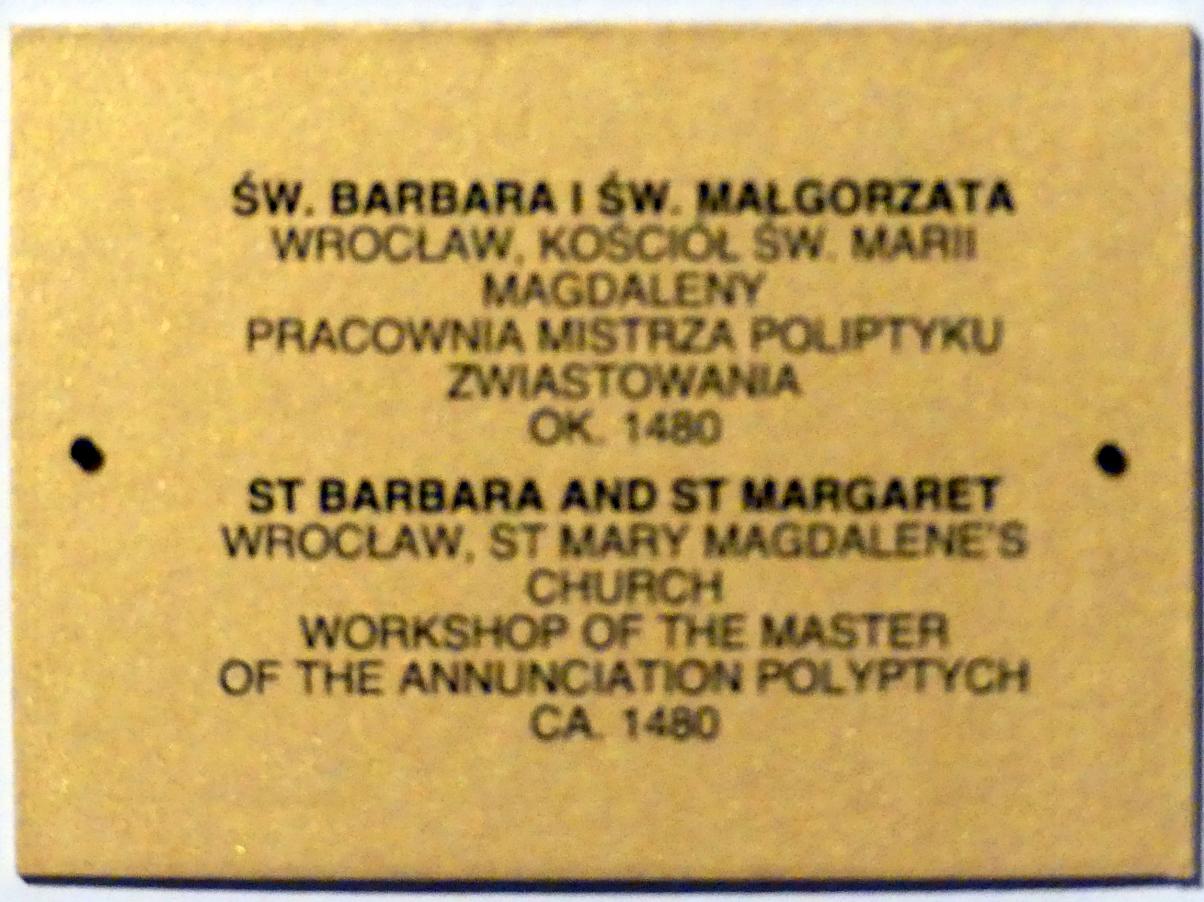 ŚW. BARBARA I ŚW. MAŁGORZATA
WROCŁAW, KOŚCIÓŁ ŚW. MARII
MAGDALENY
PRACOWNIA MISTRZA POLIPTYKU
ZWIASTOWANIA
OK. 1480
ST BARBARA AND ST MARGARET
WROCŁAW, ST MARY MAGDALENE'S
CHURCH
WORKSHOP OF THE MASTER
OF THE ANNUNCIATION POLYPTYCH
CA. 1480